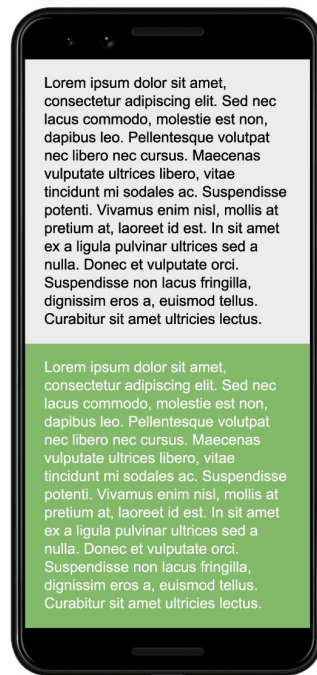 Lorem ipsum dolor sit amet,
consectetur adipiscing elit. Sed nec
lacus commodo, molestie est non,
dapibus leo. Pellentesque volutpat
nec libero nec cursus. Maecenas
vulputate ultrices libero, vitae
tincidunt mi sodales ac. Suspendisse
potenti. Vivamus enim nisl, mollis at
pretium at, laoreet id est. In sit amet
ex a ligula pulvinar ultrices sed a
nulla. Donec et vulputate orci.
Suspendisse non lacus fringilla,
dignissim eros a, euismod tellus.
Curabitur sit amet ultricies lectus.
Lorem ipsum dolor sit amet,
consectetur adipiscing elit. Sed nec
lacus commodo, molestie est non,
dapibus leo. Pellentesque volutpat
nec libero nec cursus. Maecenas
vulputate ultrices libero, vitae
tincidunt mi sodales ac. Suspendisse
potenti. Vivamus enim nisl, mollis at
pretium at, laoreet id est. In sit amet
ex a ligula pulvinar ultrices sed a
nulla. Donec et vulputate orci.
Suspendisse non lacus fringilla,
dignissim eros a, euismod tellus.
Curabitur sit amet ultricies lectus.